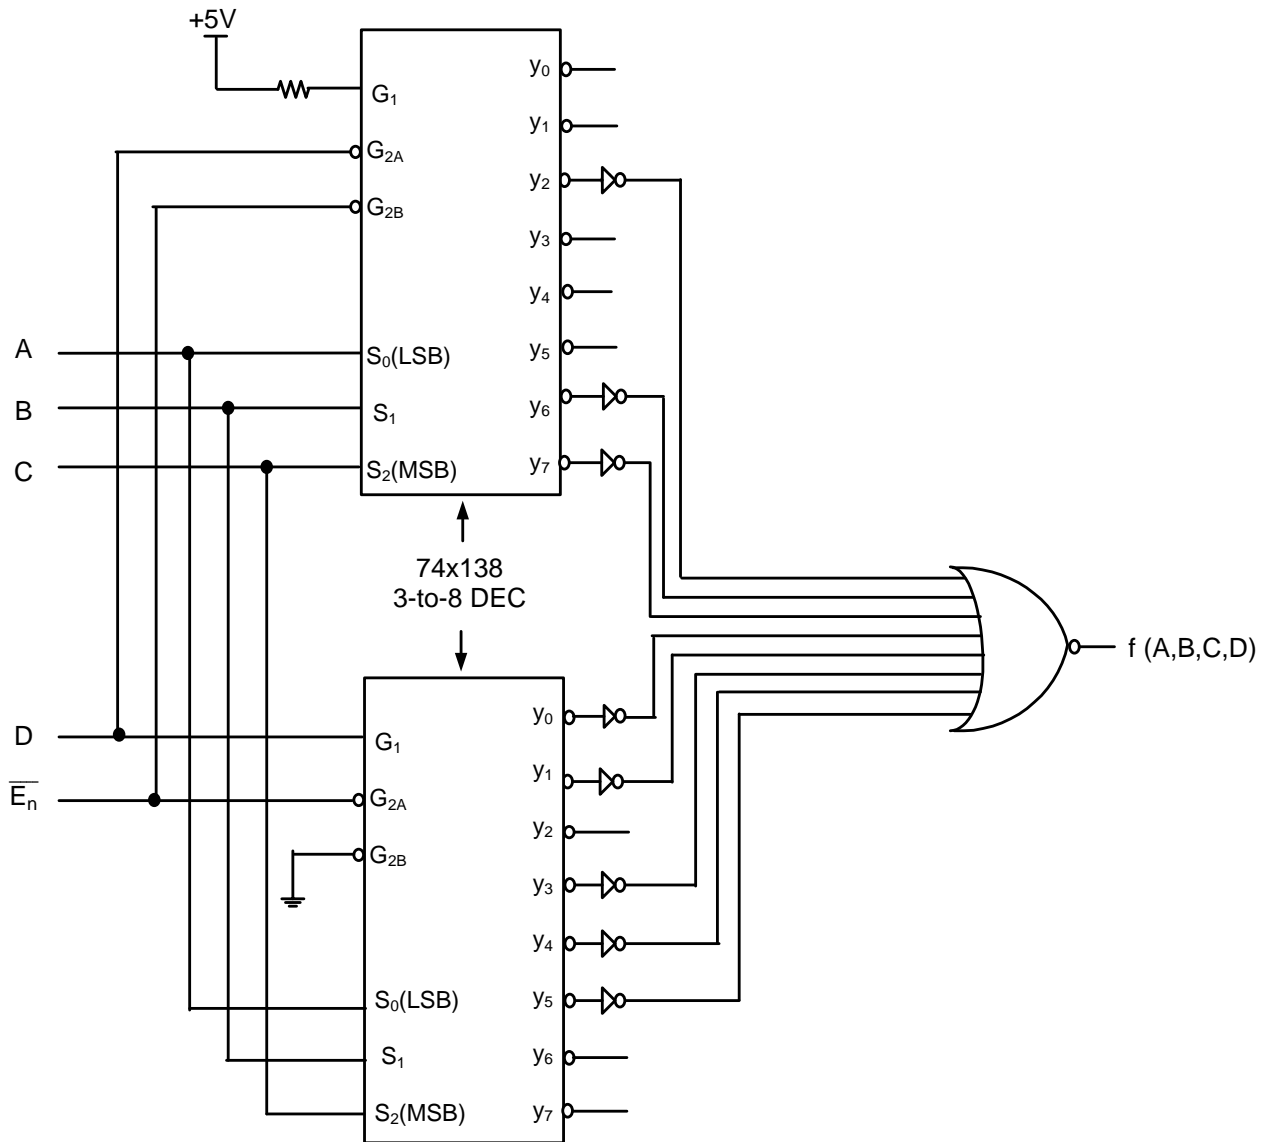 +5V
G₁
G₂A
G₂B
S₀(LSB)
S₁
S₂(MSB)
y₀
y₁
y₂
y₃
y₄
y₅
y₆
y₇
A
B
C
74x138
3-to-8 DEC
f (A,B,C,D)
D
E̅n̅
G₁
G₂A
G₂B
S₀(LSB)
S₁
S₂(MSB)
y₀
y₁
y₂
y₃
y₄
y₅
y₆
y₇